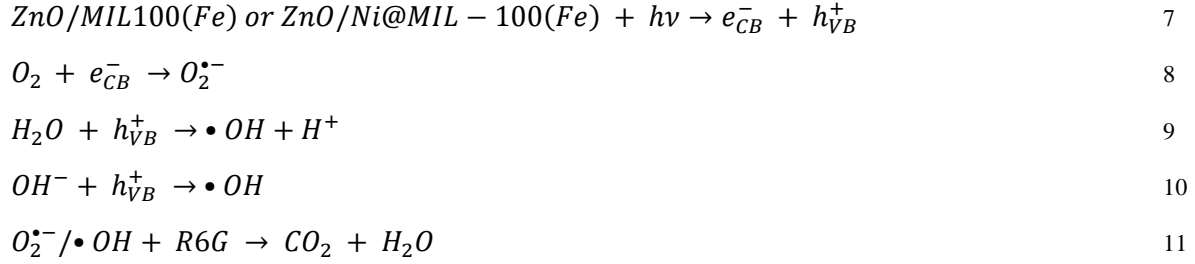 ZnO/MIL100(Fe) or ZnO/Ni@MIL − 100(Fe) + hν → e⁻_CB + h⁺_VB 7
O₂ + e⁻_CB → O₂•⁻ 8
H₂O + h⁺_VB → • OH + H⁺ 9
OH⁻ + h⁺_VB → • OH 10
O₂•⁻/• OH + R6G → CO₂ + H₂O 11